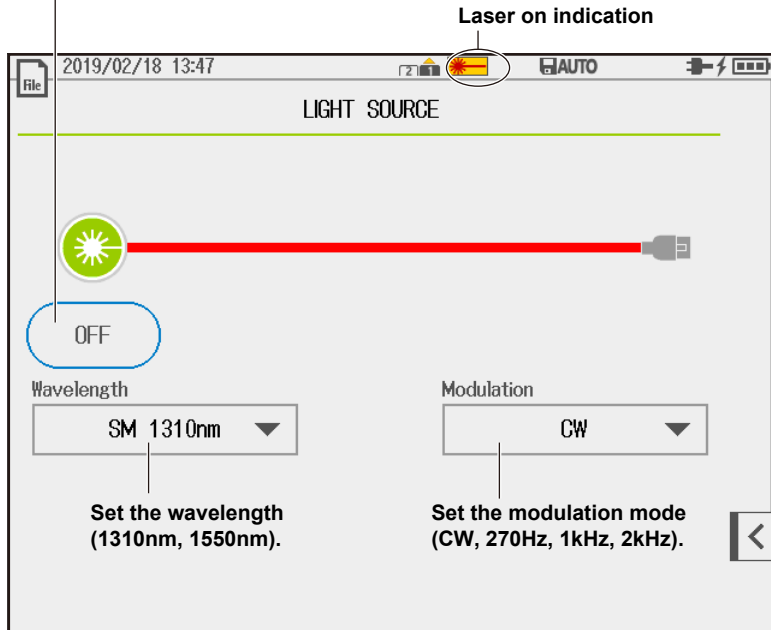 Laser on indication
File
2019/02/18 13:47
2 1
AUTO
LIGHT SOURCE
OFF
Wavelength
Modulation
SM 1310nm
CW
Set the wavelength
(1310nm, 1550nm).
Set the modulation mode
(CW, 270Hz, 1kHz, 2kHz).